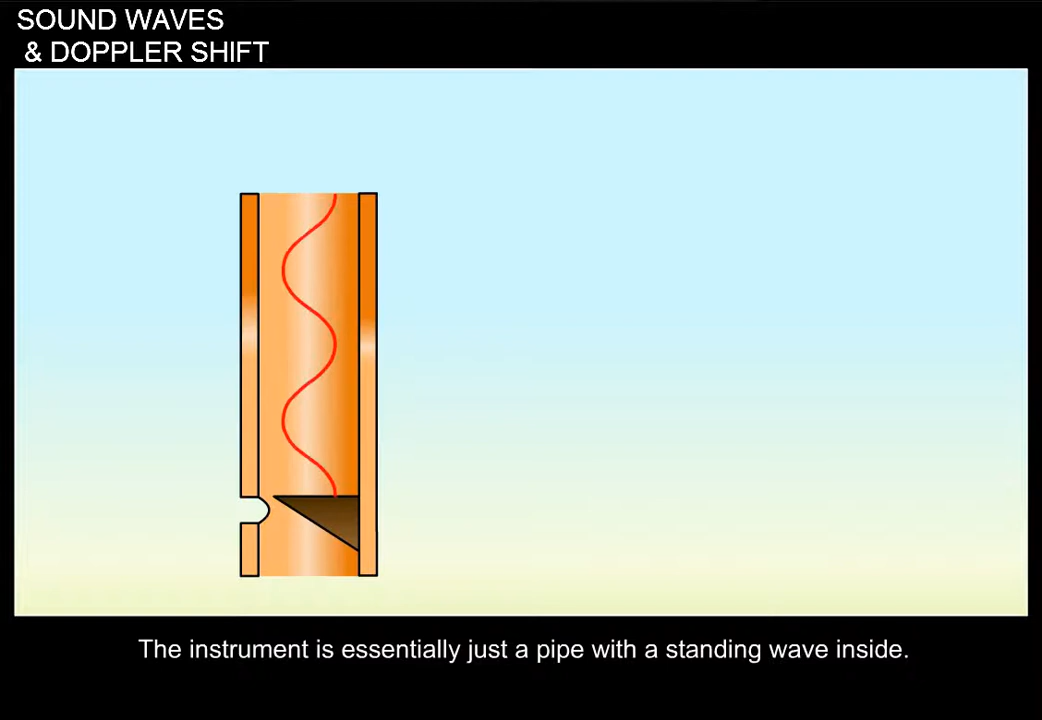 SOUND WAVES
& DOPPLER SHIFT
The instrument is essentially just a pipe with a standing wave inside.